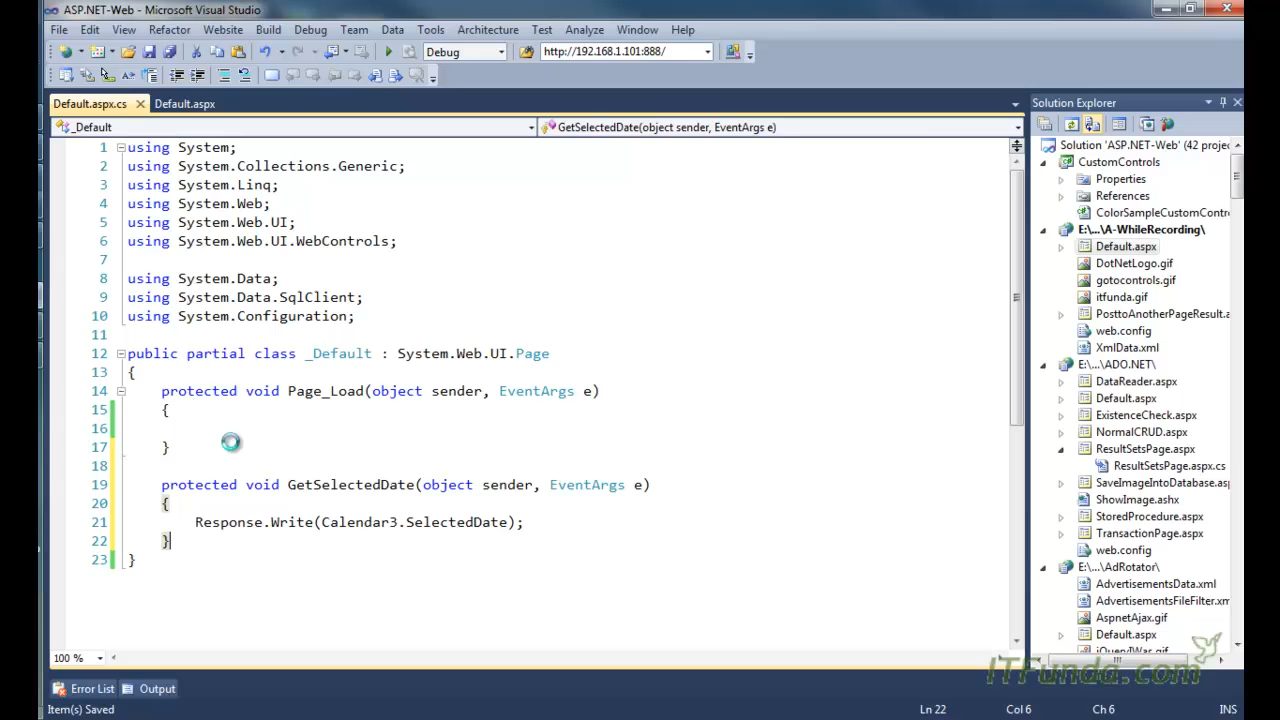 ASP.NET-Web - Microsoft Visual Studio
File Edit View Refactor Website Build Debug Team Data Tools Architecture Test Analyze Window Help
Debug http://192.168.1.101:888/
Default.aspx.cs Default.aspx
_Default GetSelectedDate(object sender, EventArgs e)
1 using System;
2 using System.Collections.Generic;
3 using System.Linq;
4 using System.Web;
5 using System.Web.UI;
6 using System.Web.UI.WebControls;
7
8 using System.Data;
9 using System.Data.SqlClient;
10 using System.Configuration;
11
12 public partial class _Default : System.Web.UI.Page
13 {
14 protected void Page_Load(object sender, EventArgs e)
15 {
16
17 }
18
19 protected void GetSelectedDate(object sender, EventArgs e)
20 {
21 Response.Write(Calendar3.SelectedDate);
22 }
23 }
100 %
Solution Explorer
Solution 'ASP.NET-Web' (42 projec
CustomControls
Properties
References
ColorSampleCustomContr
E:\...\A-WhileRecording\
Default.aspx
DotNetLogo.gif
gotocontrols.gif
itfunda.gif
PosttoAnotherPageResult.a
web.config
XmlData.xml
E:\...\ADO.NET\
DataReader.aspx
Default.aspx
ExistenceCheck.aspx
NormalCRUD.aspx
ResultSetsPage.aspx
ResultSetsPage.aspx.cs
SaveImageIntoDatabase.asp
ShowImage.ashx
StoredProcedure.aspx
TransactionPage.aspx
web.config
E:\...\AdRotator\
AdvertisementsData.xml
AdvertisementsFileFilter.xm
AspnetAjax.gif
Default.aspx
jQueryIWas.gif
ITFunda.com
Error List Output
Item(s) Saved Ln 22 Col 6 Ch 6 INS